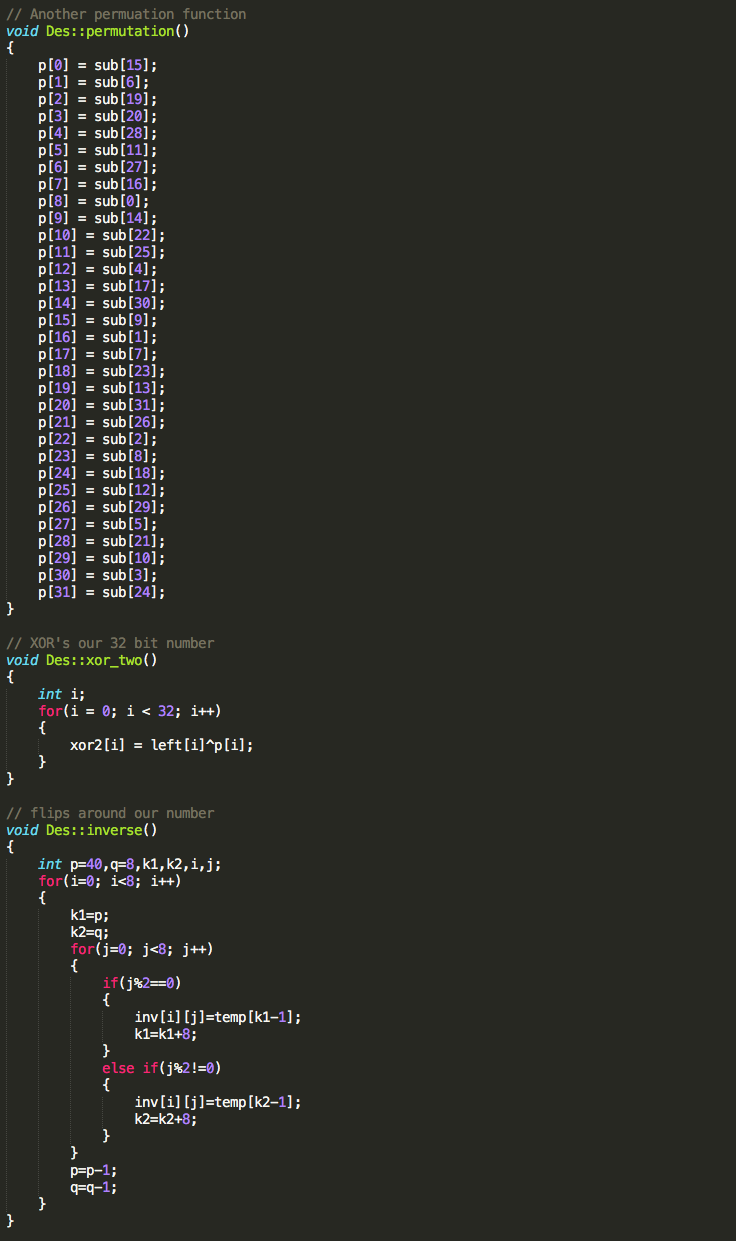 // Another permuation function
void Des::permutation()
{
    p[0] = sub[15];
    p[1] = sub[6];
    p[2] = sub[19];
    p[3] = sub[20];
    p[4] = sub[28];
    p[5] = sub[11];
    p[6] = sub[27];
    p[7] = sub[16];
    p[8] = sub[0];
    p[9] = sub[14];
    p[10] = sub[22];
    p[11] = sub[25];
    p[12] = sub[4];
    p[13] = sub[17];
    p[14] = sub[30];
    p[15] = sub[9];
    p[16] = sub[1];
    p[17] = sub[7];
    p[18] = sub[23];
    p[19] = sub[13];
    p[20] = sub[31];
    p[21] = sub[26];
    p[22] = sub[2];
    p[23] = sub[8];
    p[24] = sub[18];
    p[25] = sub[12];
    p[26] = sub[29];
    p[27] = sub[5];
    p[28] = sub[21];
    p[29] = sub[10];
    p[30] = sub[3];
    p[31] = sub[24];
}

// XOR's our 32 bit number
void Des::xor_two()
{
    int i;
    for(i = 0; i < 32; i++)
    {
        xor2[i] = left[i]^p[i];
    }
}

// flips around our number
void Des::inverse()
{
    int p=40,q=8,k1,k2,i,j;
    for(i=0; i<8; i++)
    {
        k1=p;
        k2=q;
        for(j=0; j<8; j++)
        {
            if(j%2==0)
            {
                inv[i][j]=temp[k1-1];
                k1=k1+8;
            }
            else if(j%2!=0)
            {
                inv[i][j]=temp[k2-1];
                k2=k2+8;
            }
        }
        p=p-1;
        q=q-1;
    }
}